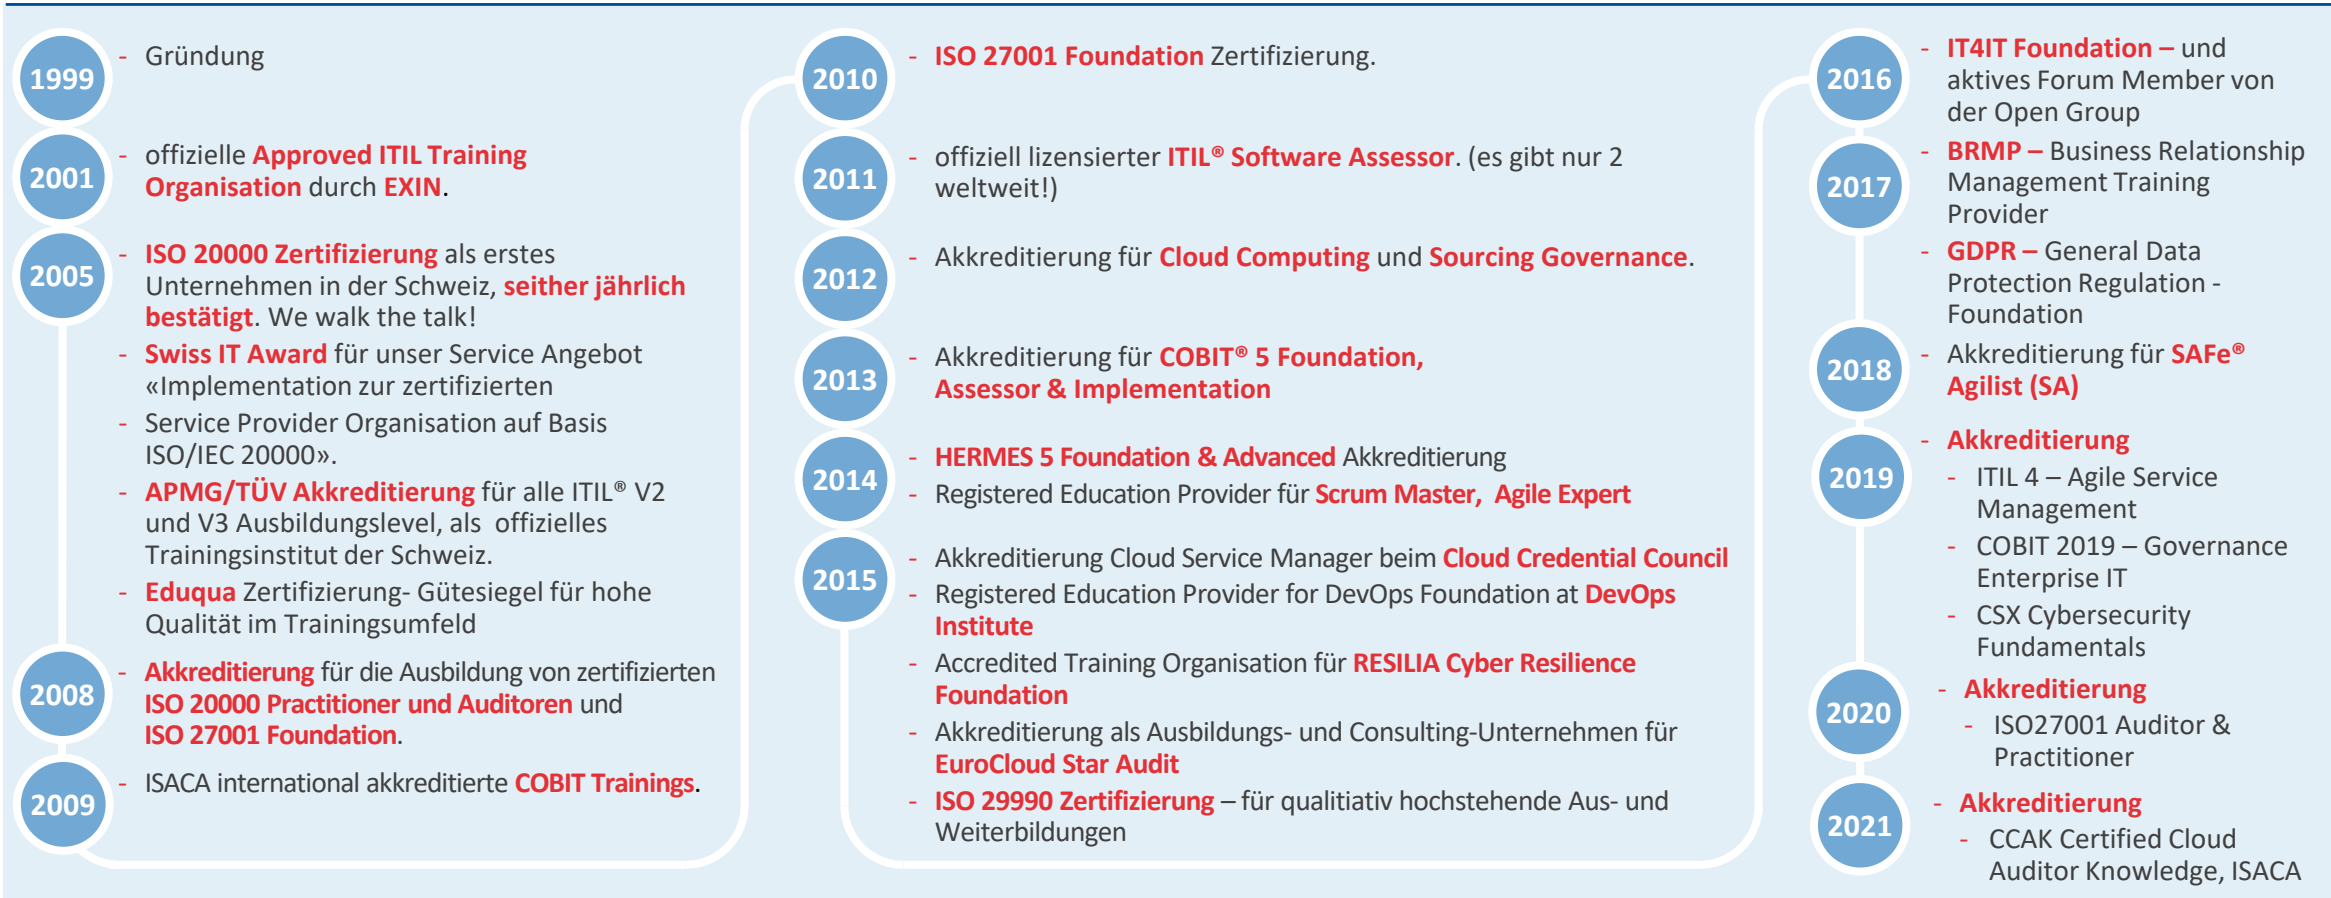 1999
- Gründung
2001
- offizielle Approved ITIL Training
Organisation durch EXIN.
2005
- ISO 20000 Zertifizierung als erstes
Unternehmen in der Schweiz, seither jährlich
bestätigt. We walk the talk!
- Swiss IT Award für unser Service Angebot
«Implementation zur zertifizierten
- Service Provider Organisation auf Basis
ISO/IEC 20000».
- APMG/TÜV Akkreditierung für alle ITIL® V2
und V3 Ausbildungslevel, als offizielles
Trainingsinstitut der Schweiz.
- Eduqua Zertifizierung- Gütesiegel für hohe
Qualität im Trainingsumfeld
2008
- Akkreditierung für die Ausbildung von zertifizierten
ISO 20000 Practitioner und Auditoren und
ISO 27001 Foundation.
2009
- ISACA international akkreditierte COBIT Trainings.
2010
- ISO 27001 Foundation Zertifizierung.
2011
- offiziell lizensierter ITIL® Software Assessor. (es gibt nur 2
weltweit!)
2012
- Akkreditierung für Cloud Computing und Sourcing Governance.
2013
- Akkreditierung für COBIT® 5 Foundation,
Assessor & Implementation
2014
- HERMES 5 Foundation & Advanced Akkreditierung
- Registered Education Provider für Scrum Master, Agile Expert
2015
- Akkreditierung Cloud Service Manager beim Cloud Credential Council
- Registered Education Provider for DevOps Foundation at DevOps
Institute
- Accredited Training Organisation für RESILIA Cyber Resilience
Foundation
- Akkreditierung als Ausbildungs- und Consulting-Unternehmen für
EuroCloud Star Audit
- ISO 29990 Zertifizierung – für qualitiativ hochstehende Aus- und
Weiterbildungen
2016
- IT4IT Foundation – und
aktives Forum Member von
der Open Group
2017
- BRMP – Business Relationship
Management Training
Provider
- GDPR – General Data
Protection Regulation -
Foundation
2018
- Akkreditierung für SAFe®
Agilist (SA)
2019
- Akkreditierung
- ITIL 4 – Agile Service
Management
- COBIT 2019 – Governance
Enterprise IT
- CSX Cybersecurity
Fundamentals
2020
- Akkreditierung
- ISO27001 Auditor &
Practitioner
2021
- Akkreditierung
- CCAK Certified Cloud
Auditor Knowledge, ISACA